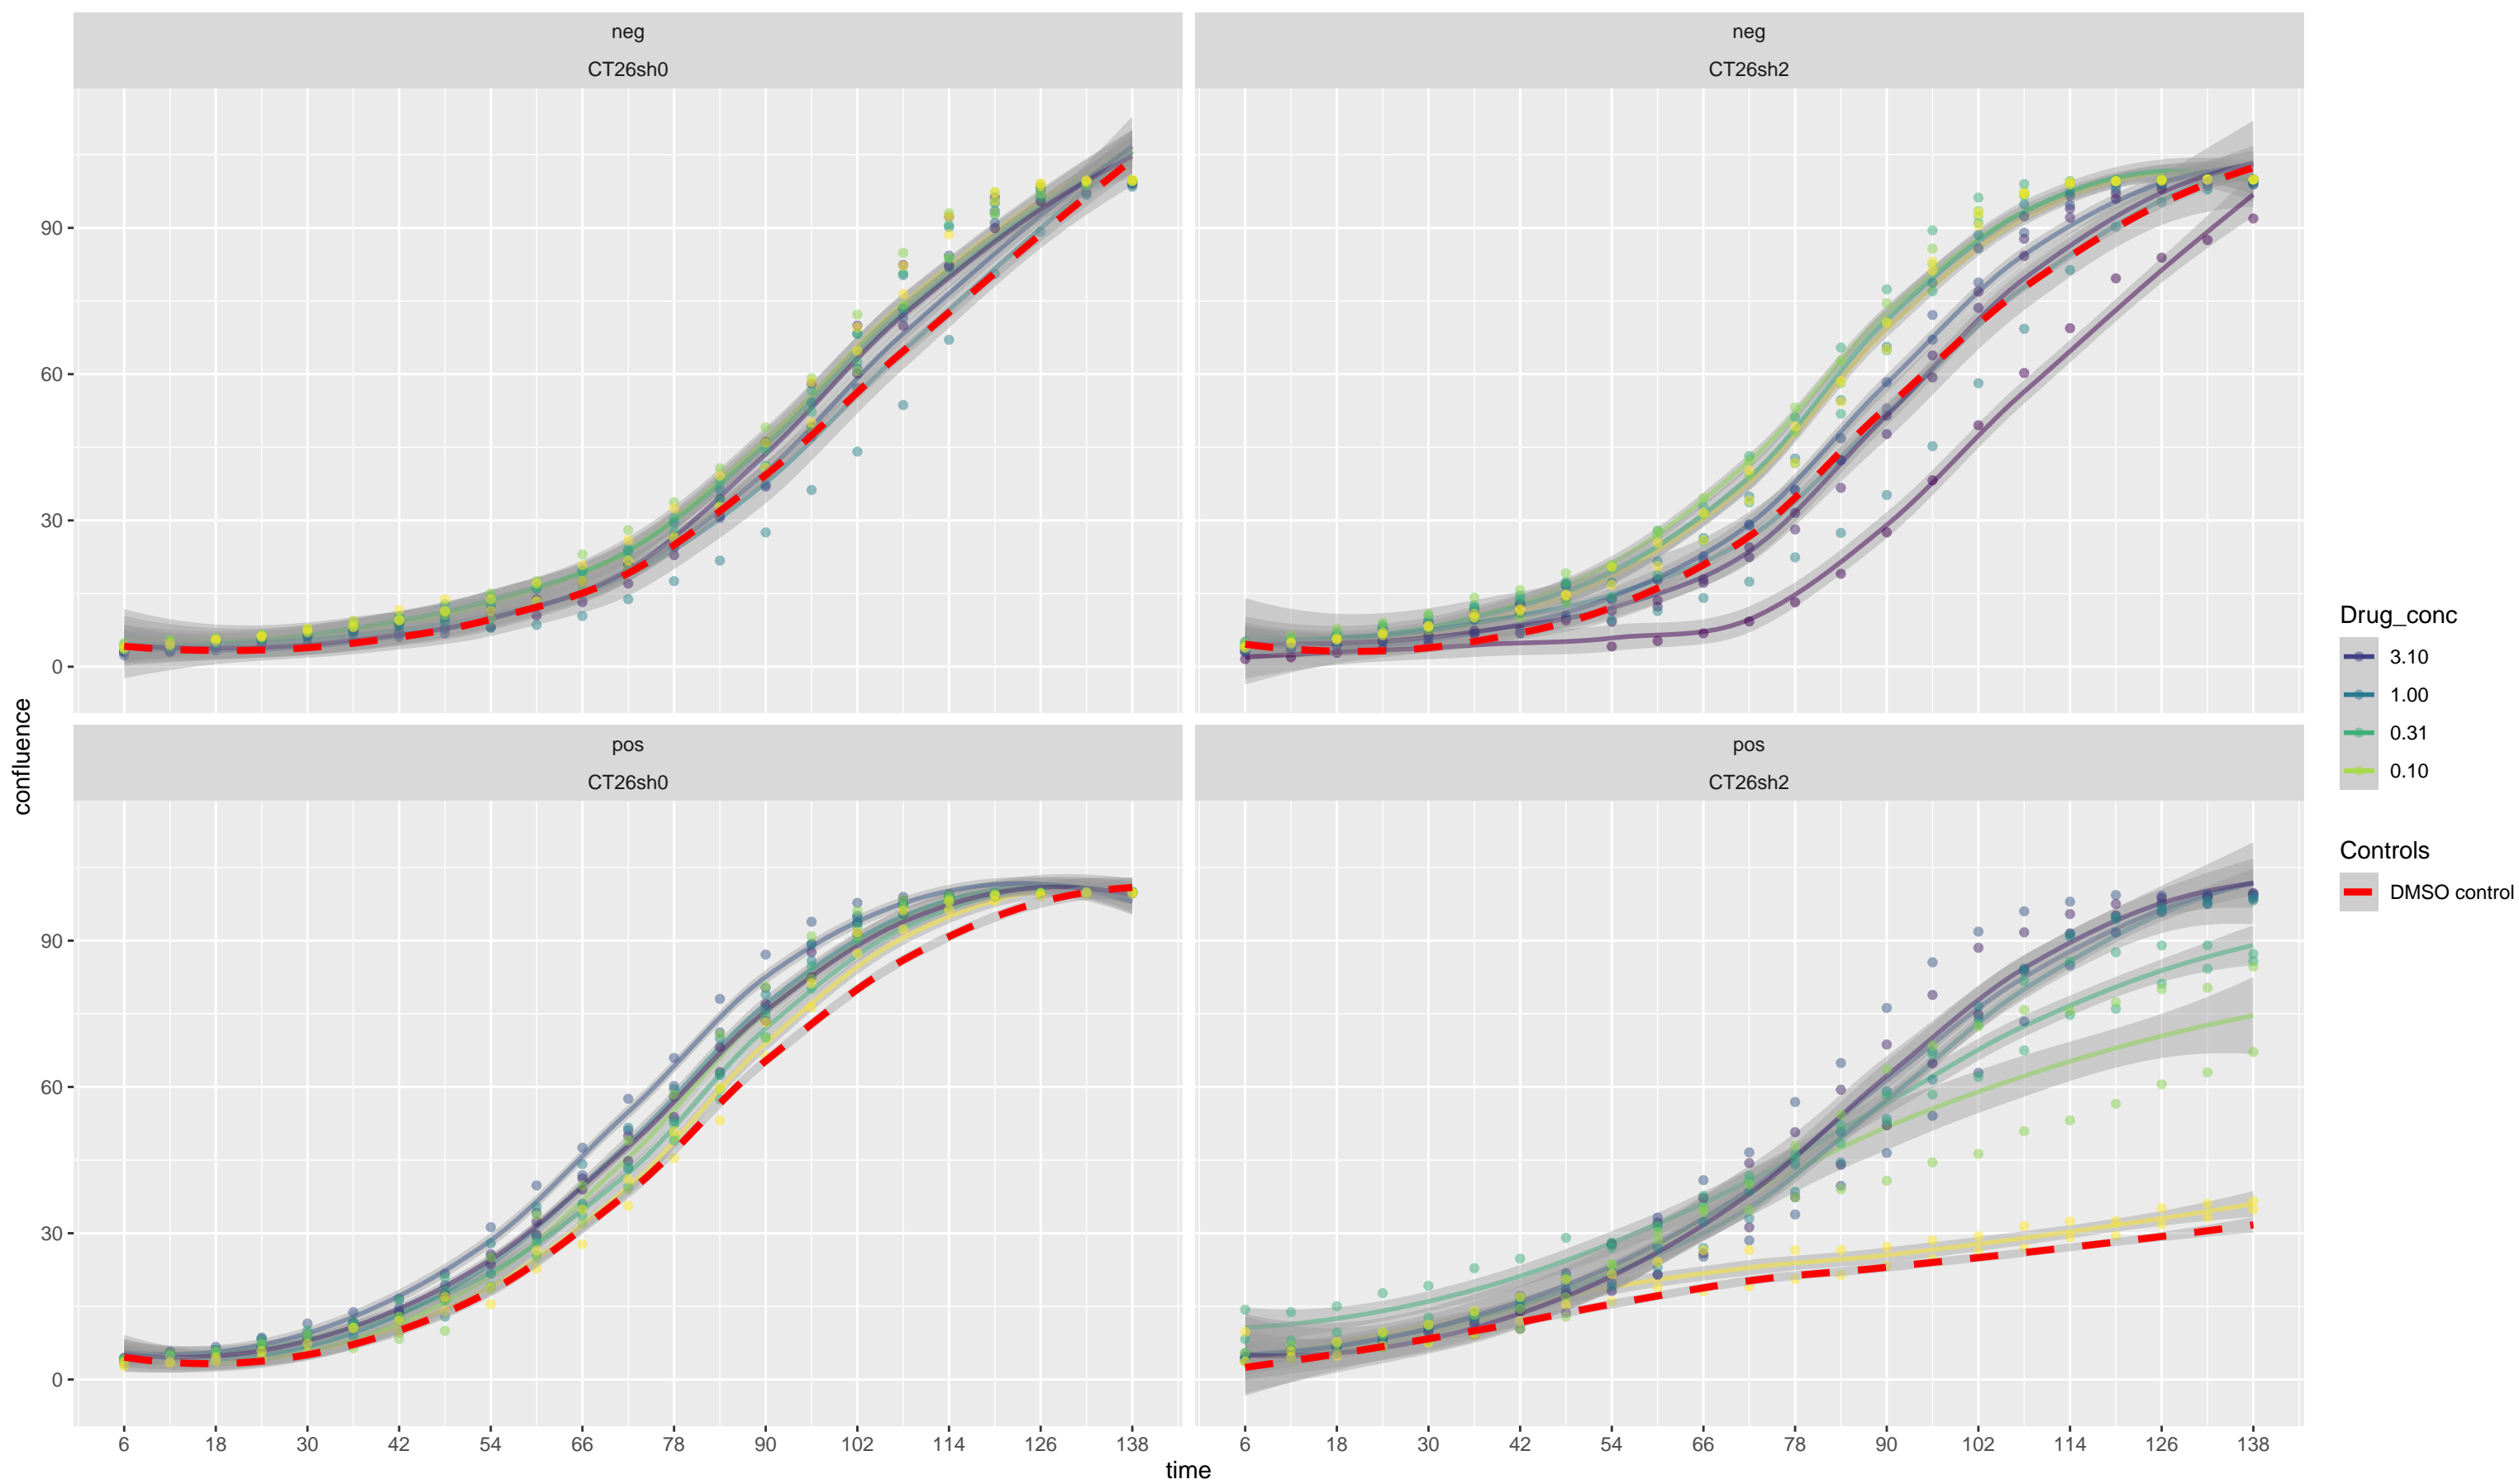 neg
CT26sh0
neg
CT26sh2
90
60
30
0
pos
CT26sh0
pos
CT26sh2
90
60
30
0
confluence
6 18 30 42 54 66 78 90 102 114 126 138
6 18 30 42 54 66 78 90 102 114 126 138
time
Drug_conc
3.10
1.00
0.31
0.10
Controls
DMSO control